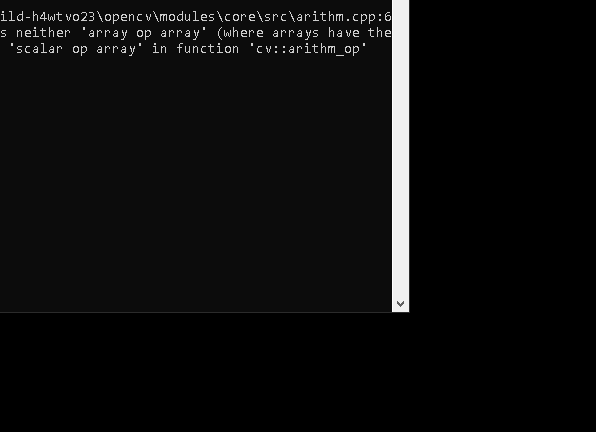 ild-h4wtvo23\opencv\modules\core\src\arithm.cpp:6
s neither 'array op array' (where arrays have the
'scalar op array' in function 'cv::arithm_op'